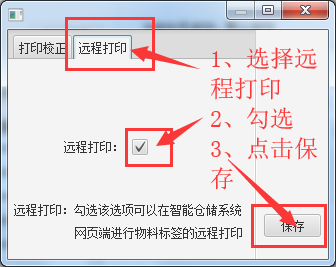 打印校正 远程打印
1、选择远
程打印
远程打印：
2、勾选
3、点击保
存
远程打印：勾选该选项可以在智能仓储系统
网页端进行物料标签的远程打印
保存